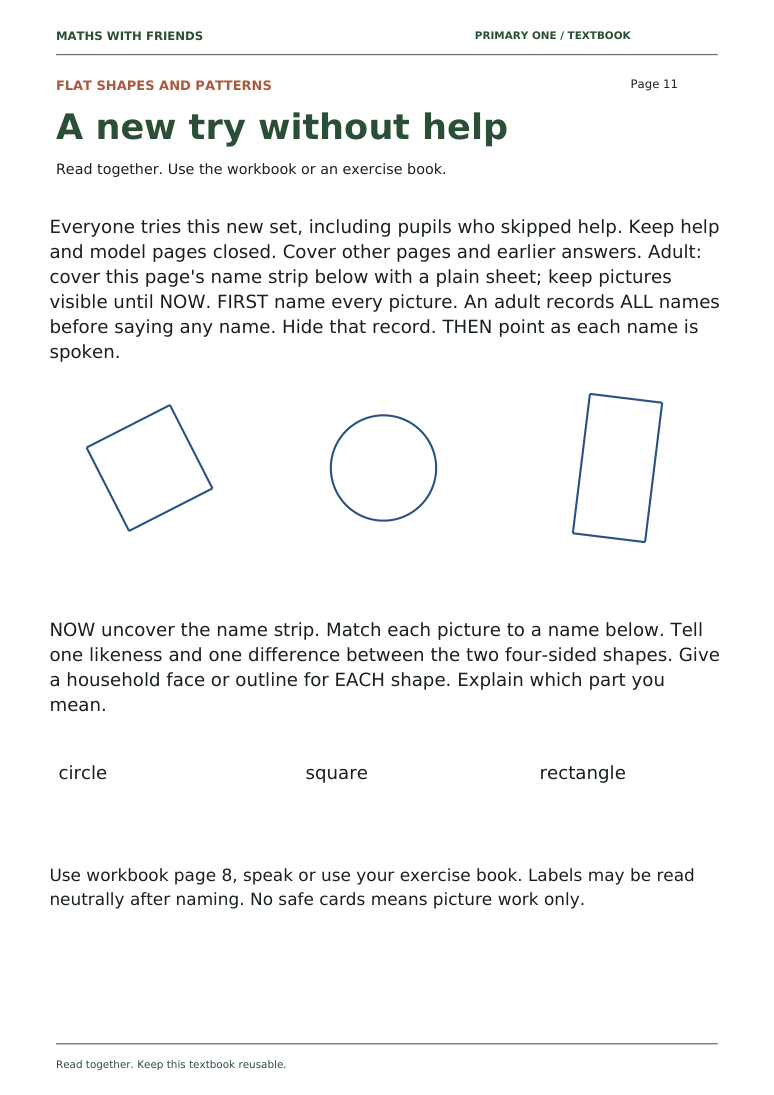 MATHS WITH FRIENDS
PRIMARY ONE / TEXTBOOK
FLAT SHAPES AND PATTERNS
Page 11
A new try without help
Read together. Use the workbook or an exercise book.
Everyone tries this new set, including pupils who skipped help. Keep help
and model pages closed. Cover other pages and earlier answers. Adult:
cover this page's name strip below with a plain sheet; keep pictures
visible until NOW. FIRST name every picture. An adult records ALL names
before saying any name. Hide that record. THEN point as each name is
spoken.
NOW uncover the name strip. Match each picture to a name below. Tell
one likeness and one difference between the two four-sided shapes. Give
a household face or outline for EACH shape. Explain which part you
mean.
circle
square
rectangle
Use workbook page 8, speak or use your exercise book. Labels may be read
neutrally after naming. No safe cards means picture work only.
Read together. Keep this textbook reusable.